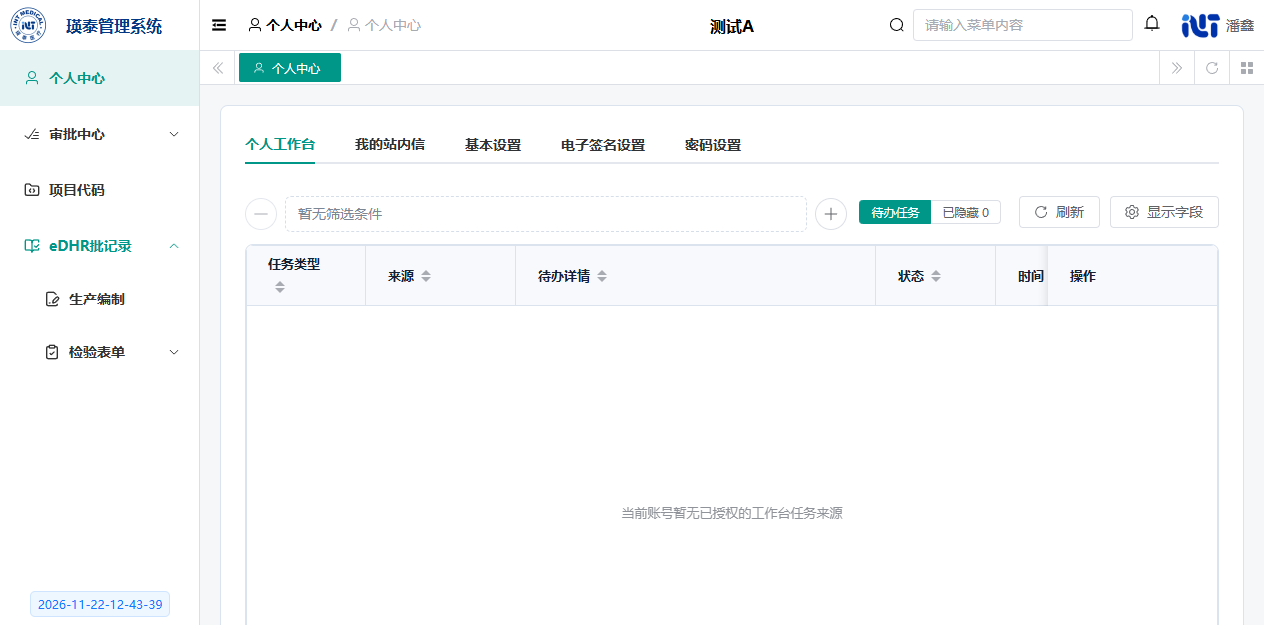 瑛泰管理系统
个人中心 / 个人中心
测试A
请输入菜单内容
潘鑫
个人中心
审批中心
项目代码
eDHR批记录
生产编制
检验表单
2026-11-22-12-43-39
个人中心
个人工作台 我的站内信 基本设置 电子签名设置 密码设置
暂无筛选条件 待办任务 已隐藏 0 刷新 显示字段
任务类型 来源 待办详情 状态 时间 操作
当前账号暂无已授权的工作台任务来源